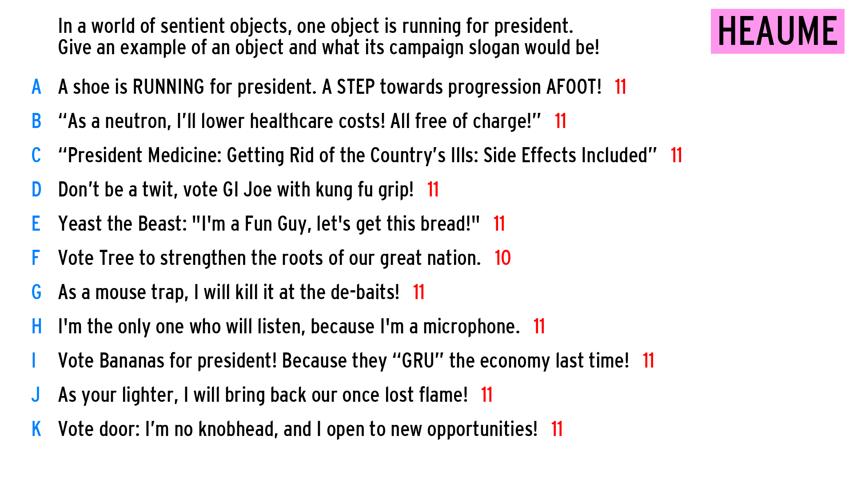 In a world of sentient objects, one object is running for president.
Give an example of an object and what its campaign slogan would be!
HEAUME
A A shoe is RUNNING for president. A STEP towards progression AFOOT! 11
B “As a neutron, I’ll lower healthcare costs! All free of charge!” 11
C “President Medicine: Getting Rid of the Country’s Ills: Side Effects Included” 11
D Don’t be a twit, vote GI Joe with kung fu grip! 11
E Yeast the Beast: "I'm a Fun Guy, let's get this bread!" 11
F Vote Tree to strengthen the roots of our great nation. 10
G As a mouse trap, I will kill it at the de-baits! 11
H I'm the only one who will listen, because I'm a microphone. 11
I Vote Bananas for president! Because they “GRU” the economy last time! 11
J As your lighter, I will bring back our once lost flame! 11
K Vote door: I’m no knobhead, and I open to new opportunities! 11